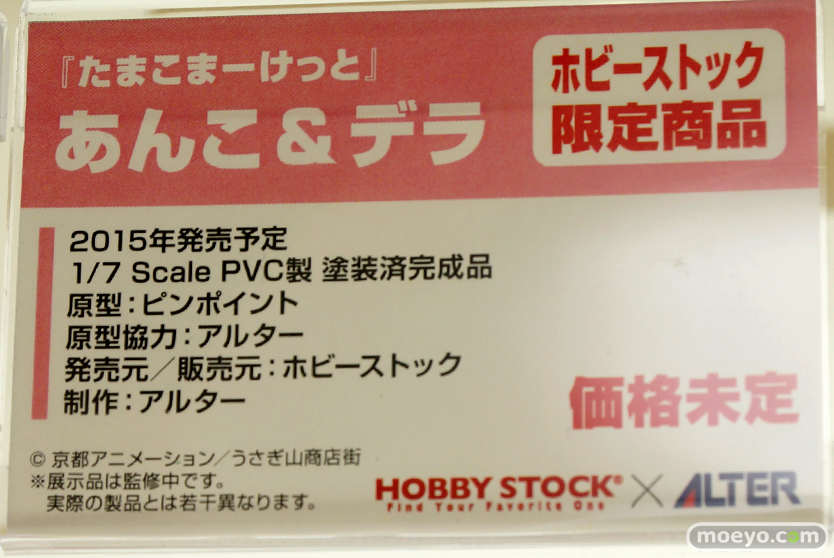 『たまこまーけっと』
あんこ&デラ
ホビーストック
限定商品
2015年発売予定
1/7 Scale PVC製 塗装済完成品
原型:ピンポイント
原型協力:アルター
発売元/販売元:ホビーストック
制作:アルター
価格未定
© 京都アニメーション/うさぎ山商店街
※展示品は監修中です。
実際の製品とは若干異なります。
HOBBY STOCK® × ALTER
Find Your Favorite One
moeyo.com